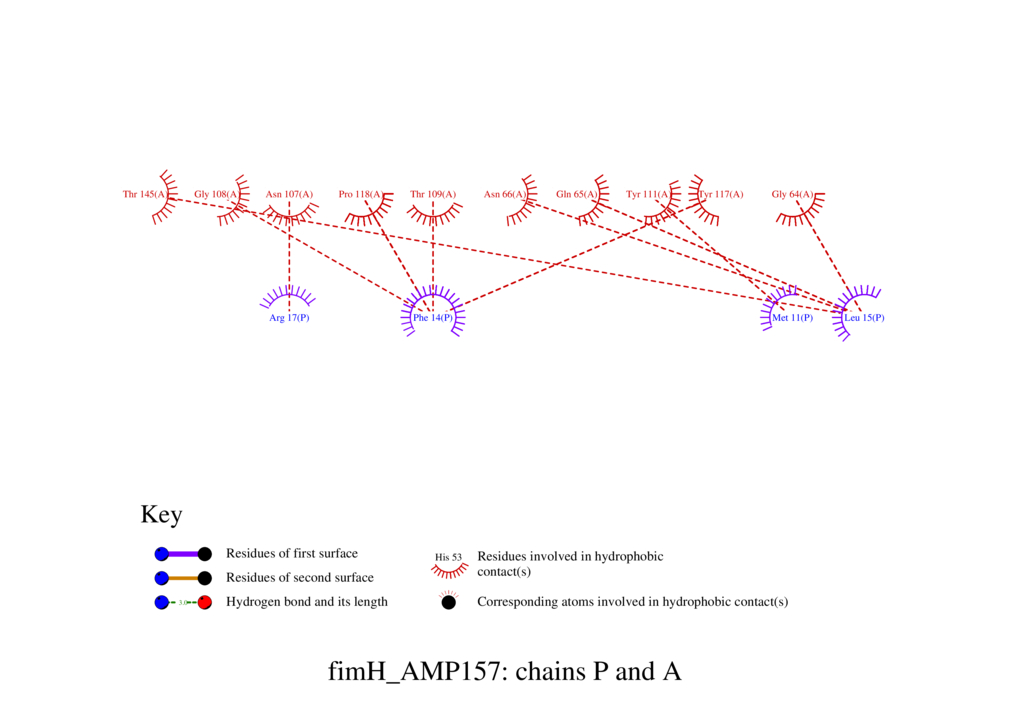 Thr 145(A) Gly 108(A) Asn 107(A) Pro 118(A) Thr 109(A) Asn 66(A) Gln 65(A) Tyr 111(A) Tyr 117(A) Gly 64(A)
Arg 17(P) Phe 14(P) Met 11(P) Leu 15(P)
Key
Residues of first surface
Residues of second surface
3.0 Hydrogen bond and its length
His 53 Residues involved in hydrophobic
contact(s)
Corresponding atoms involved in hydrophobic contact(s)
fimH_AMP157: chains P and A